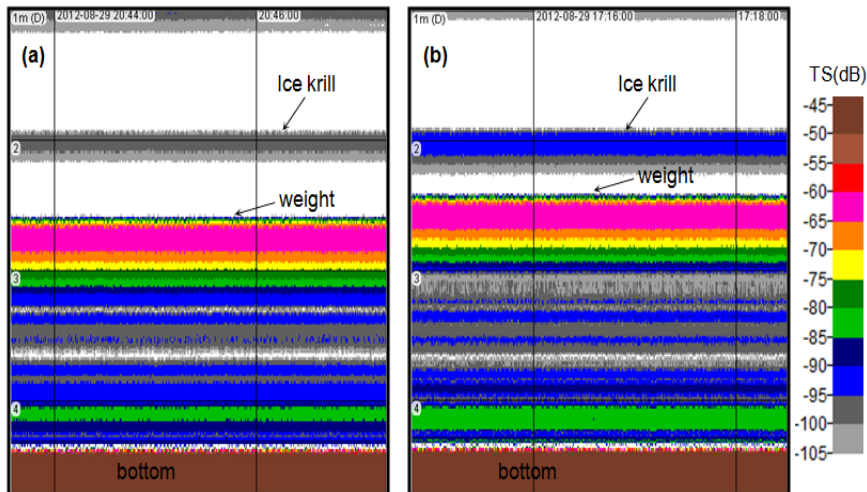 1m (D) 2012-08-29 20:44:00 20:46:00
(a)
Ice krill
2
weight
3
4
bottom
1m (D) 2012-08-29 17:16:00 17:18:00
(b)
Ice krill
2
weight
3
4
bottom
TS(dB)
-45
-50
-55
-60
-65
-70
-75
-80
-85
-90
-95
-100
-105